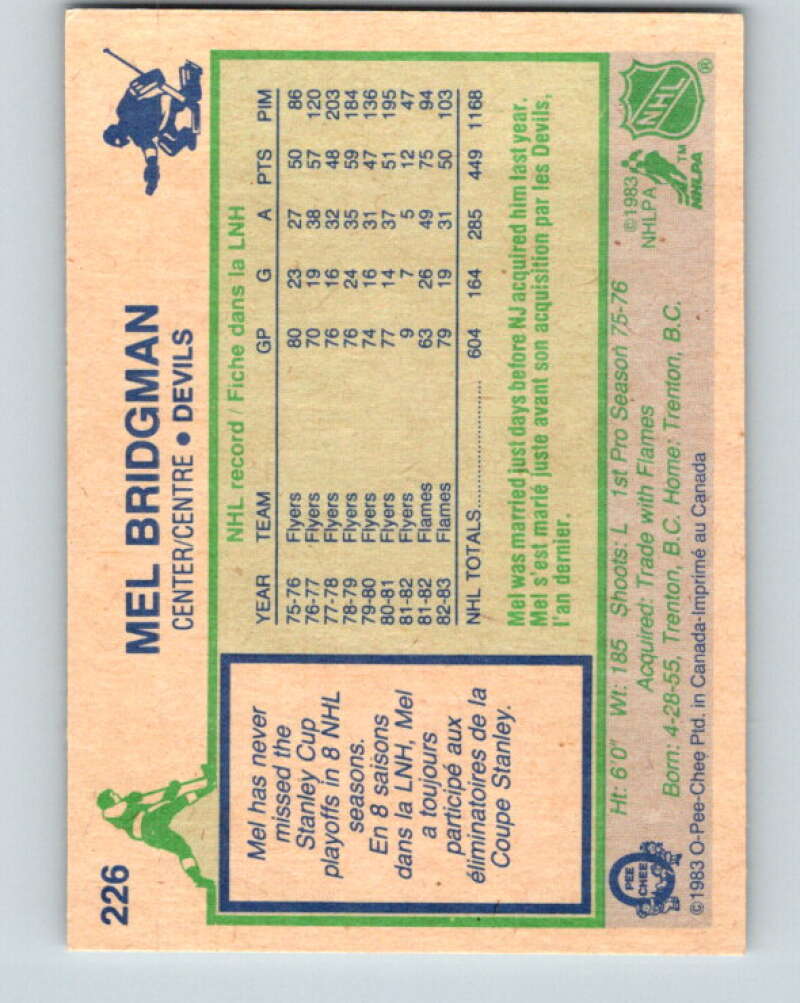 226
MEL BRIDGMAN
CENTER/CENTRE • DEVILS
Mel has never
missed the
Stanley Cup
playoffs in 8 NHL
seasons.
En 8 saisons
dans la LNH, Mel
a toujours
participé aux
éliminatoires de la
Coupe Stanley.
NHL record / Fiche dans la LNH
YEAR TEAM GP G A PTS PIM
75-76 Flyers 80 23 27 50 86
76-77 Flyers 70 19 38 57 120
77-78 Flyers 76 16 32 48 203
78-79 Flyers 76 24 35 59 184
79-80 Flyers 74 16 31 47 136
80-81 Flyers 77 14 37 51 195
81-82 Flyers 9 7 5 12 47
81-82 Flames 63 26 49 75 94
82-83 Flames 79 19 31 50 103
NHL TOTALS.................. 604 164 285 449 1168
Mel was married just days before NJ acquired him last year.
Mel s'est marié juste avant son acquisition par les Devils,
l'an dernier.
Ht: 6'0" Wt: 185 Shoots: L 1st Pro Season 75-76
Acquired: Trade with Flames
Born: 4-28-55, Trenton, B.C. Home: Trenton, B.C.
©1983 O-Pee-Chee Ptd. in Canada-Imprimé au Canada
O
PEE
CHEE
©1983
NHLPA
NHL
®
TM
NHLPA